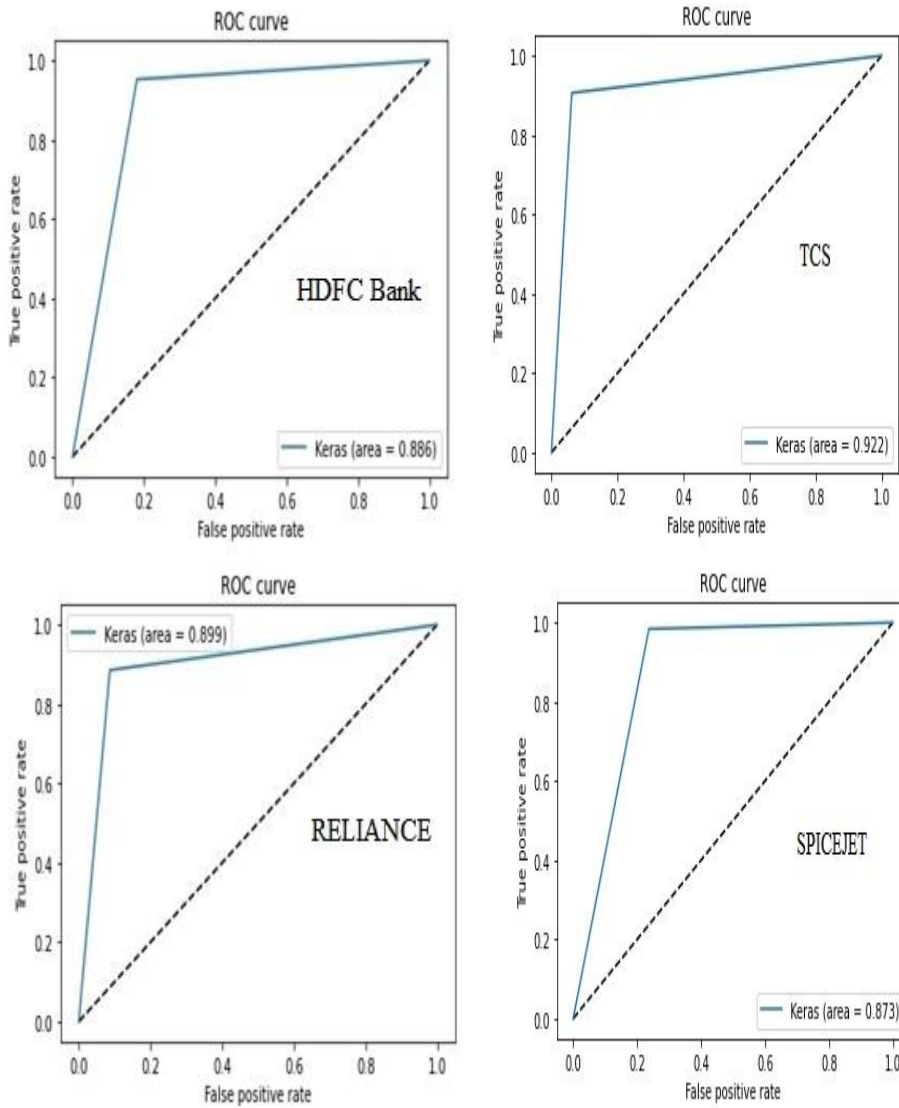 ROC curve
1.0
0.8
0.6
0.4
0.2
0.0
True positive rate
HDFC Bank
Keras (area = 0.886)
0.0 0.2 0.4 0.6 0.8 1.0
False positive rate
ROC curve
1.0
0.8
0.6
0.4
0.2
0.0
True positive rate
TCS
Keras (area = 0.922)
0.0 0.2 0.4 0.6 0.8 1.0
False positive rate
ROC curve
Keras (area = 0.899)
1.0
0.8
0.6
0.4
0.2
0.0
True positive rate
RELIANCE
0.0 0.2 0.4 0.6 0.8 1.0
False positive rate
ROC curve
1.0
0.8
0.6
0.4
0.2
0.0
True positive rate
SPICEJET
Keras (area = 0.873)
0.0 0.2 0.4 0.6 0.8 1.0
False positive rate